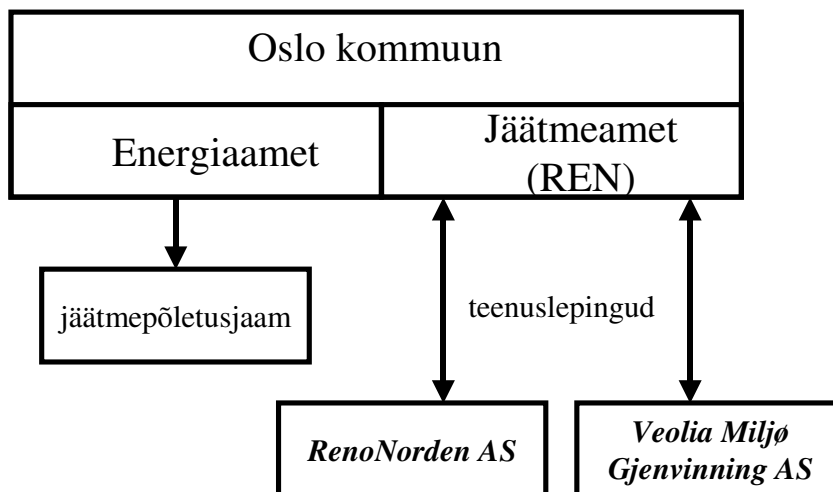 Oslo kommuun
Energiaamet
Jäätmeamet
(REN)
jäätmepõletusjaam
teenuslepingud
RenoNorden AS
Veolia Miljø
Gjenvinning AS